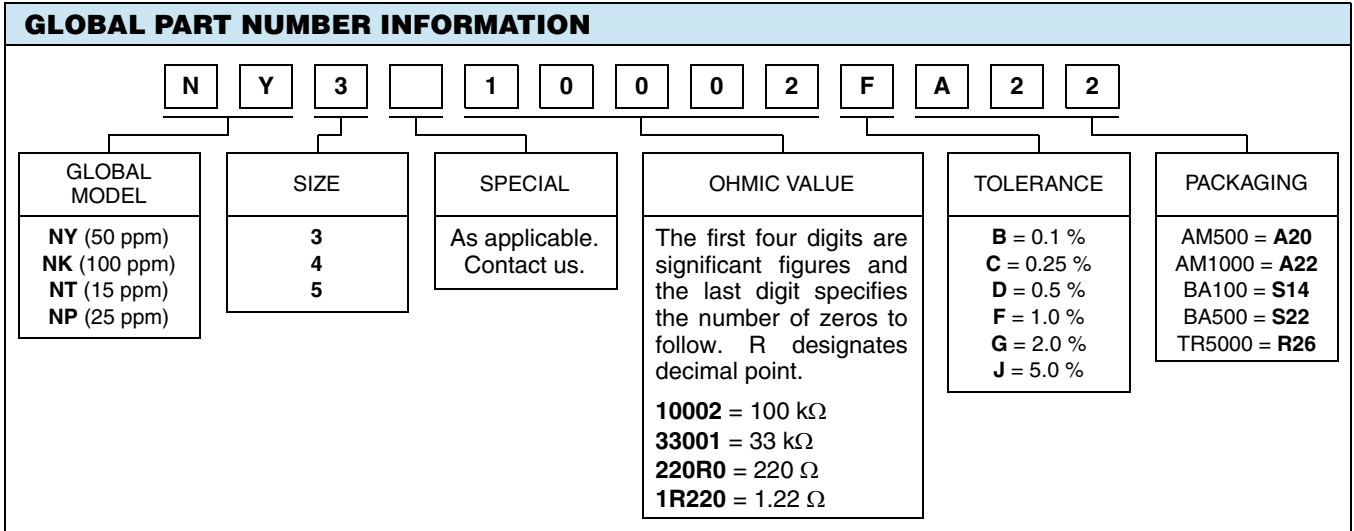 GLOBAL PART NUMBER INFORMATION
N Y 3 1 0 0 0 2 F A 2 2
GLOBAL
MODEL
NY (50 ppm)
NK (100 ppm)
NT (15 ppm)
NP (25 ppm)
SIZE
3
4
5
SPECIAL
As applicable.
Contact us.
OHMIC VALUE
The first four digits are
significant figures and
the last digit specifies
the number of zeros to
follow. R designates
decimal point.
10002 = 100 kΩ
33001 = 33 kΩ
220R0 = 220 Ω
1R220 = 1.22 Ω
TOLERANCE
B = 0.1 %
C = 0.25 %
D = 0.5 %
F = 1.0 %
G = 2.0 %
J = 5.0 %
PACKAGING
AM500 = A20
AM1000 = A22
BA100 = S14
BA500 = S22
TR5000 = R26